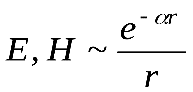 E, H ~ e^{-αr} / r